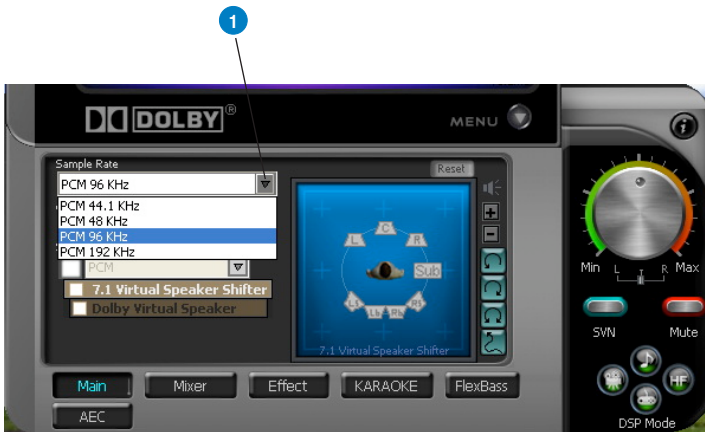 1
DOLBY®
MENU
i
Sample Rate
Reset
PCM 96 KHz
PCM 44.1 KHz
PCM 48 KHz
PCM 96 KHz
PCM 192 KHz
PCM
7.1 Virtual Speaker Shifter
Dolby Virtual Speaker
C
L R
Sub
Ls Rs
Lb Rb
7.1 Virtual Speaker Shifter
Min L R Max
SVN Mute
HF
DSP Mode
Main Mixer Effect KARAOKE FlexBass
AEC